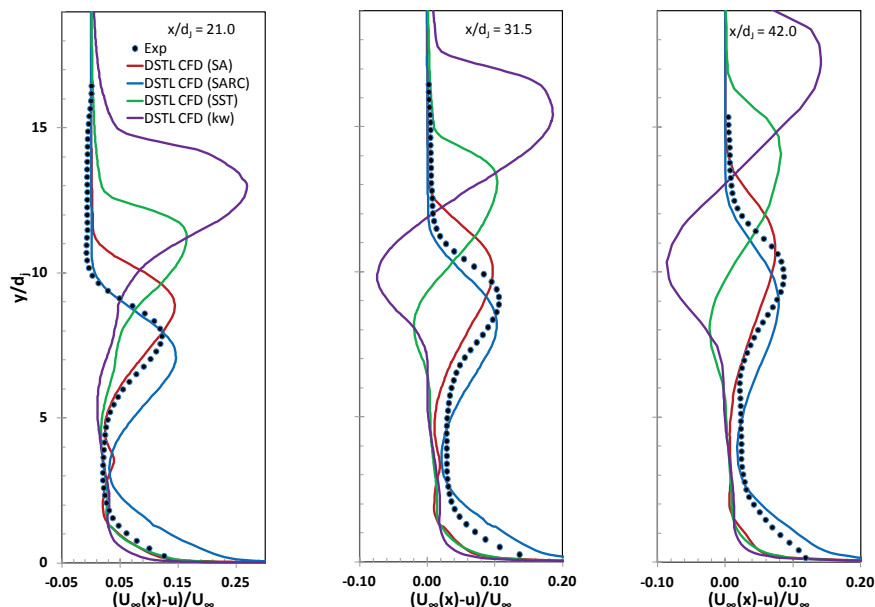 x/dj = 21.0
Exp
DSTL CFD (SA)
DSTL CFD (SARC)
DSTL CFD (SST)
DSTL CFD (kw)
y/dj
15
10
5
0
-0.05
0.05
0.15
0.25
(U∞(x)-u)/U∞
x/dj = 31.5
-0.10
0.00
0.10
0.20
(U∞(x)-u)/U∞
x/dj = 42.0
-0.10
0.00
0.10
0.20
(U∞(x)-u)/U∞